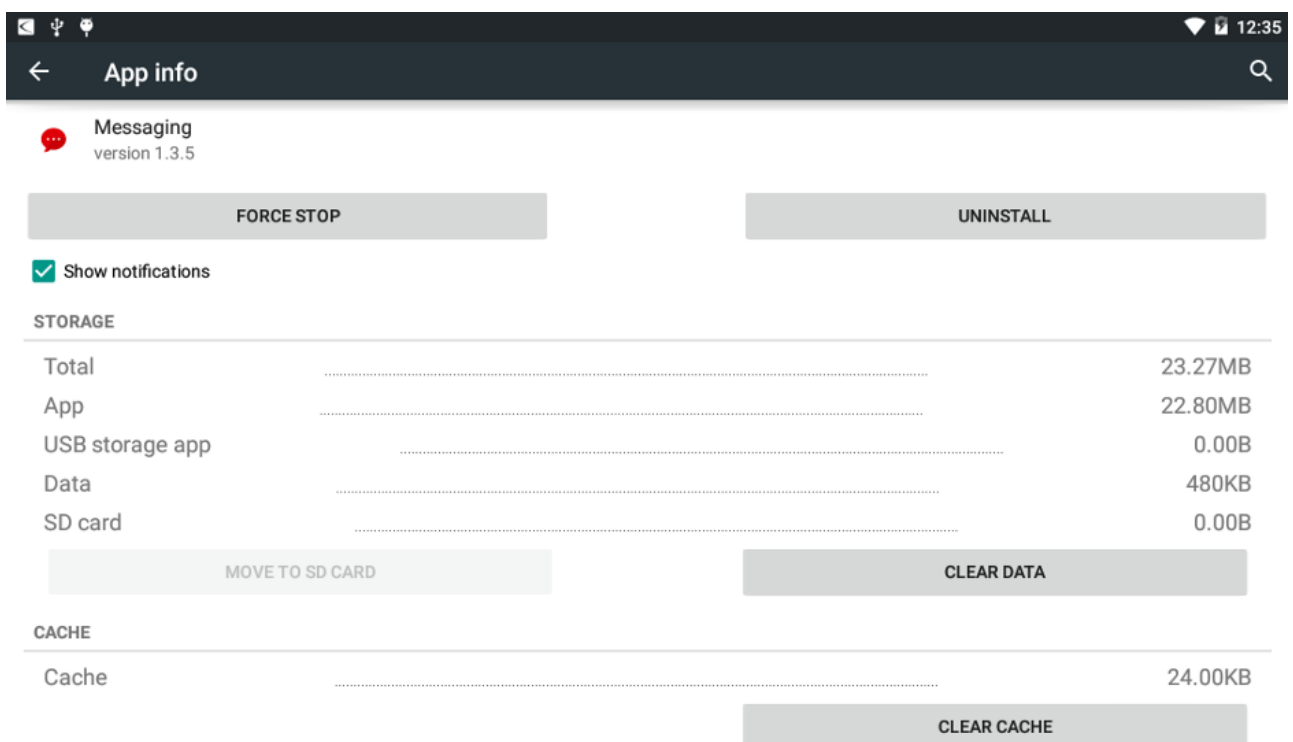 12:35
App info
Messaging
version 1.3.5
FORCE STOP
UNINSTALL
Show notifications
STORAGE
Total 23.27MB
App 22.80MB
USB storage app 0.00B
Data 480KB
SD card 0.00B
MOVE TO SD CARD
CLEAR DATA
CACHE
Cache 24.00KB
CLEAR CACHE